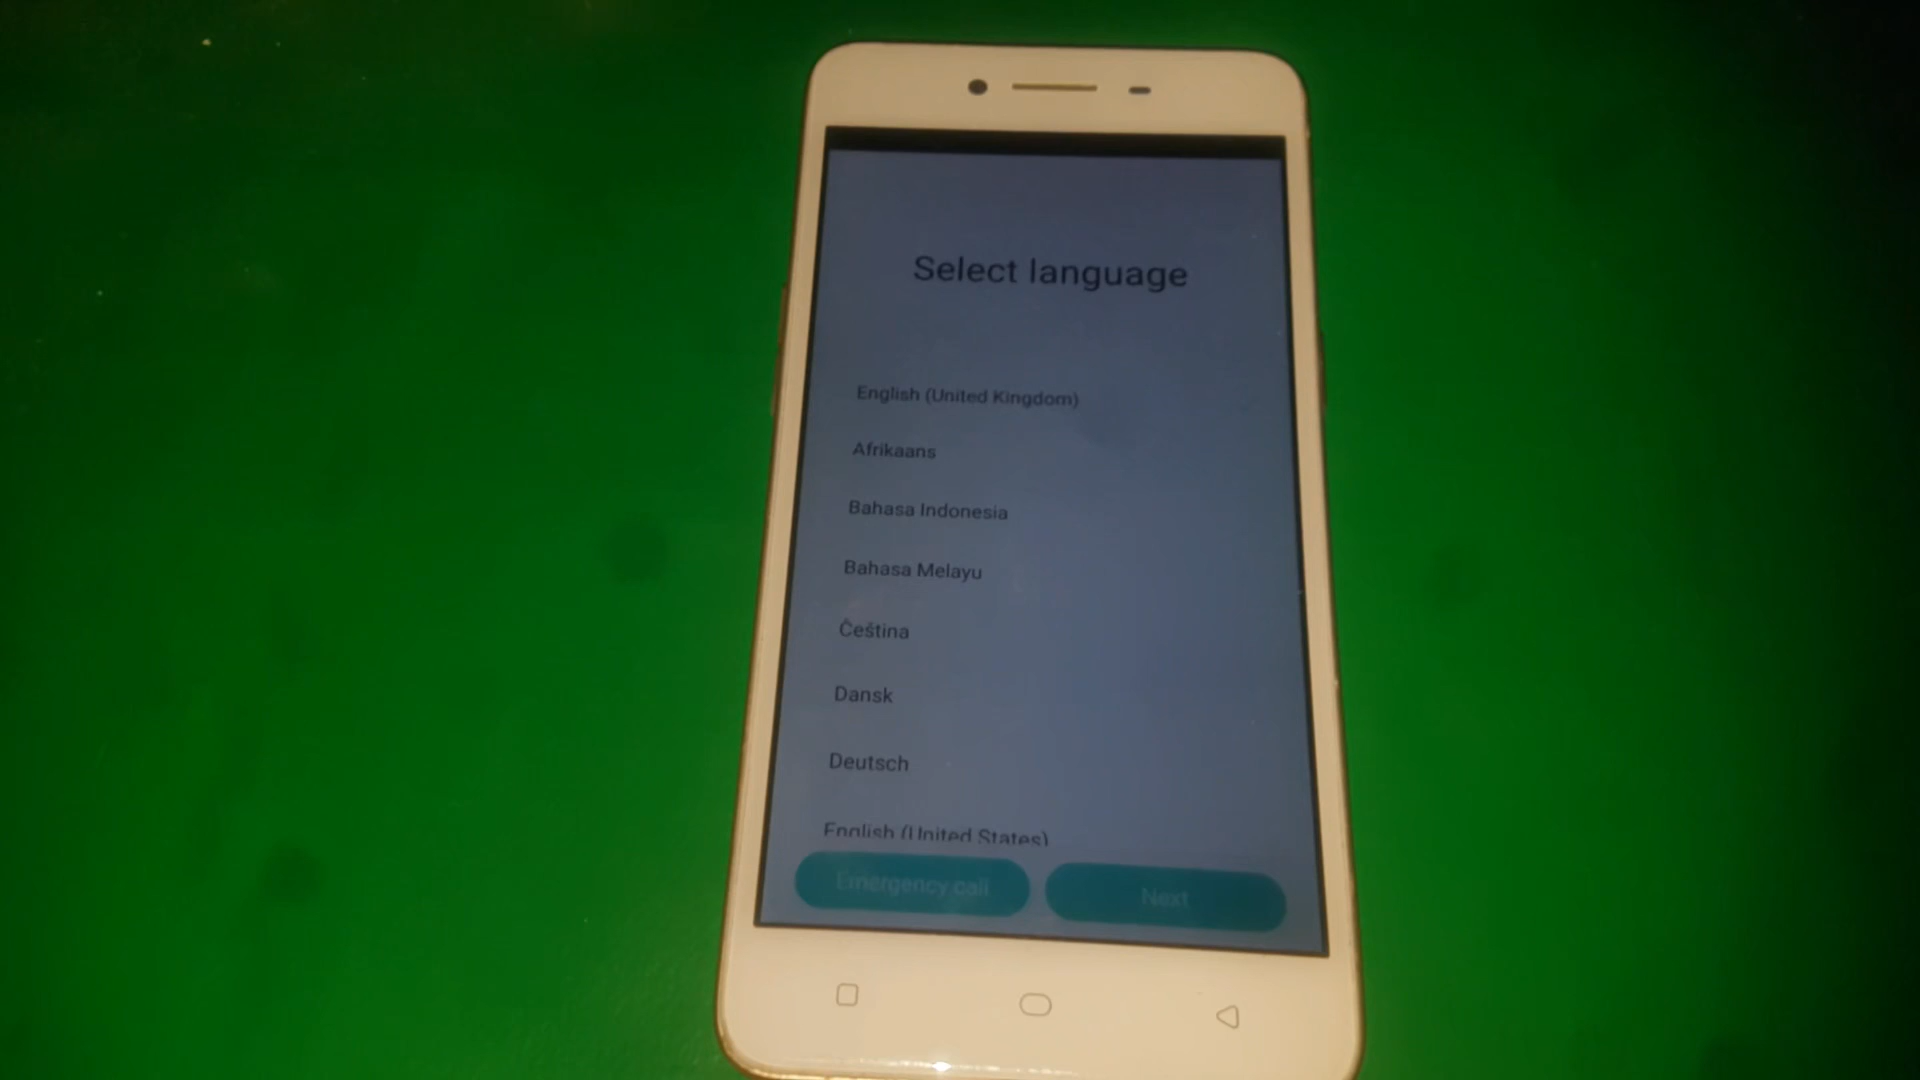 Select language
English (United Kingdom)
Afrikaans
Bahasa Indonesia
Bahasa Melayu
Čeština
Dansk
Deutsch
English (United States)
Emergency call
Next